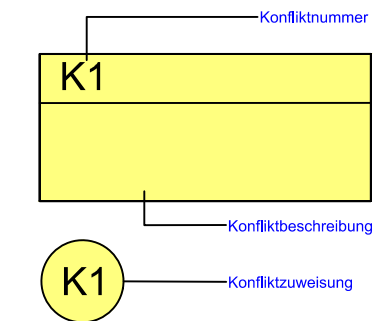 Konfliktnummer
K1
Konfliktbeschreibung
K1
Konfliktzuweisung